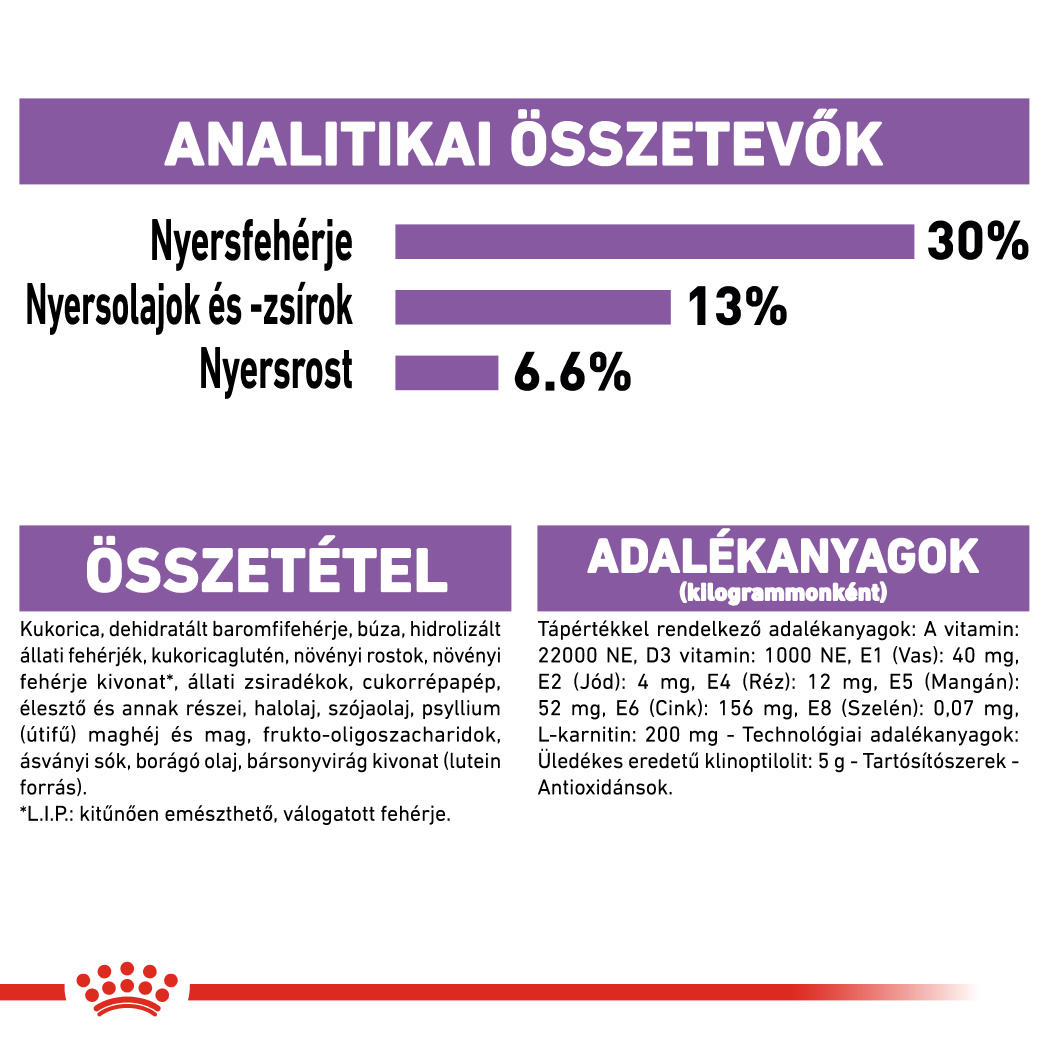 ANALITIKAI ÖSSZETEVŐK
Nyersfehérje 30%
Nyersolajok és -zsírok 13%
Nyersrost 6.6%
ÖSSZETÉTEL
Kukorica, dehidratált baromfifehérje, búza, hidrolizált
állati fehérjék, kukoricaglutén, növényi rostok, növényi
fehérje kivonat*, állati zsiradékok, cukorrépapép,
élesztő és annak részei, halolaj, szójaolaj, psyllium
(útifű) maghéj és mag, frukto-oligoszacharidok,
ásványi sók, borágó olaj, bársonyvirág kivonat (lutein
forrás).
*L.I.P.: kitűnően emészthető, válogatott fehérje.
ADALÉKANYAGOK
(kilogrammonként)
Tápértékkel rendelkező adalékanyagok: A vitamin:
22000 NE, D3 vitamin: 1000 NE, E1 (Vas): 40 mg,
E2 (Jód): 4 mg, E4 (Réz): 12 mg, E5 (Mangán):
52 mg, E6 (Cink): 156 mg, E8 (Szelén): 0,07 mg,
L-karnitin: 200 mg - Technológiai adalékanyagok:
Üledékes eredetű klinoptilolit: 5 g - Tartósítószerek -
Antioxidánsok.